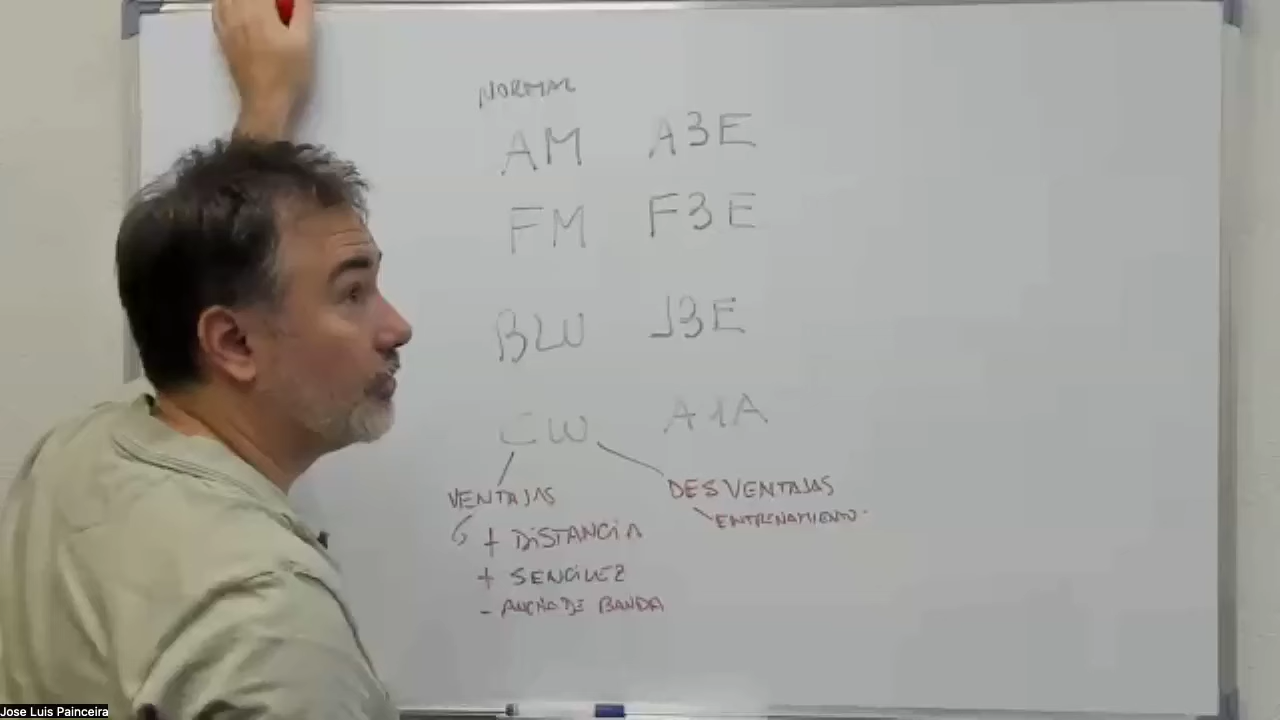 NORMAL
AM A3E
FM F3E
BLU J3E
CW A1A
VENTAJAS DESVENTAJAS
+ DISTANCIA ENTRENAMIENTO
+ SENCILLEZ
- ANCHO DE BANDA
Jose Luis Painceira